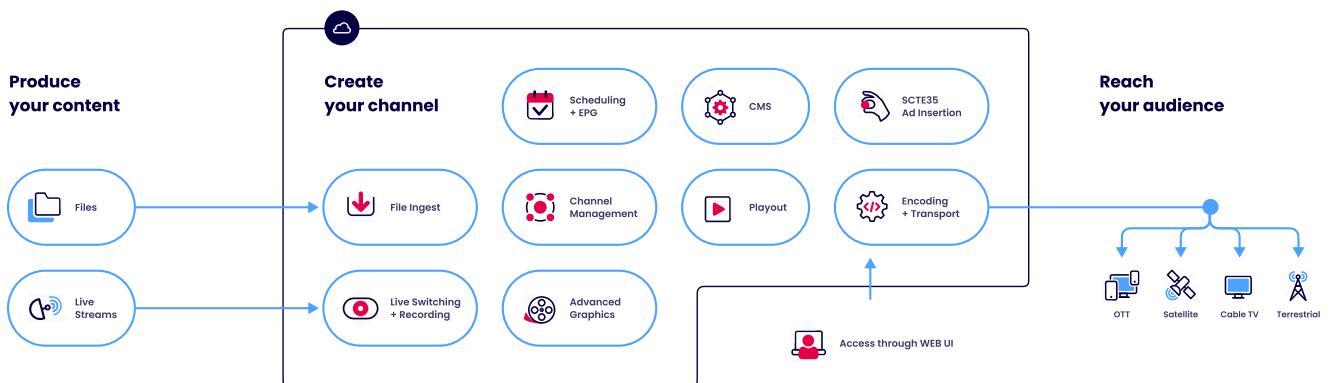 Produce
your content
Files
Live
Streams
Create
your channel
File Ingest
Live Switching
+ Recording
Scheduling
+ EPG
Channel
Management
Advanced
Graphics
CMS
Playout
SCTE35
Ad Insertion
Encoding
+ Transport
Access through WEB UI
Reach
your audience
OTT
Satellite
Cable TV
Terrestrial